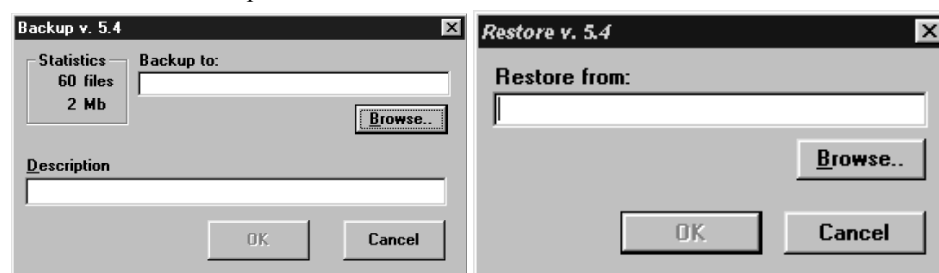 Backup v. 5.4
Statistics
60 files
2 Mb
Backup to:
Browse..
Description
OK
Cancel
Restore v. 5.4
Restore from:
Browse..
OK
Cancel